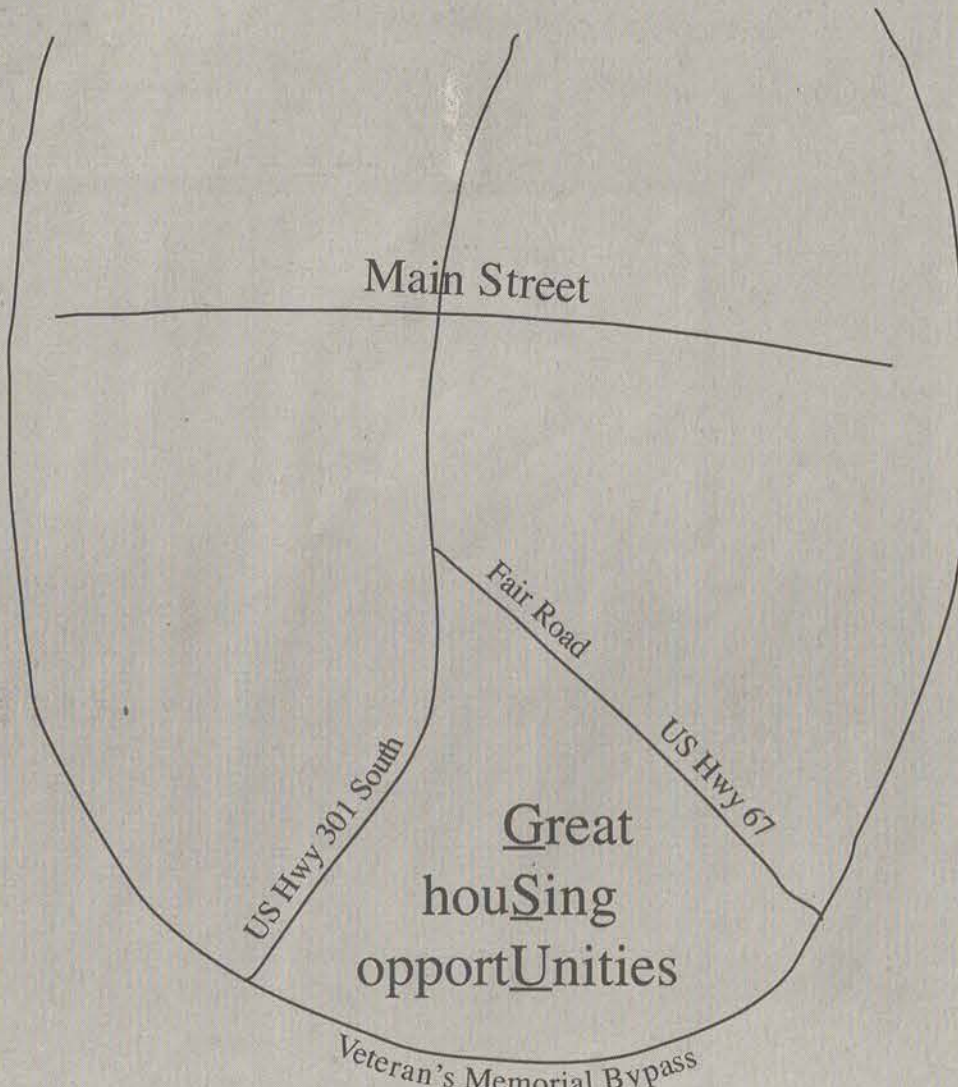 Main Street
Fair Road
US Hwy 67
US Hwy 301 South
Great
houSing
opportUnities
Veteran's Memorial Bypass